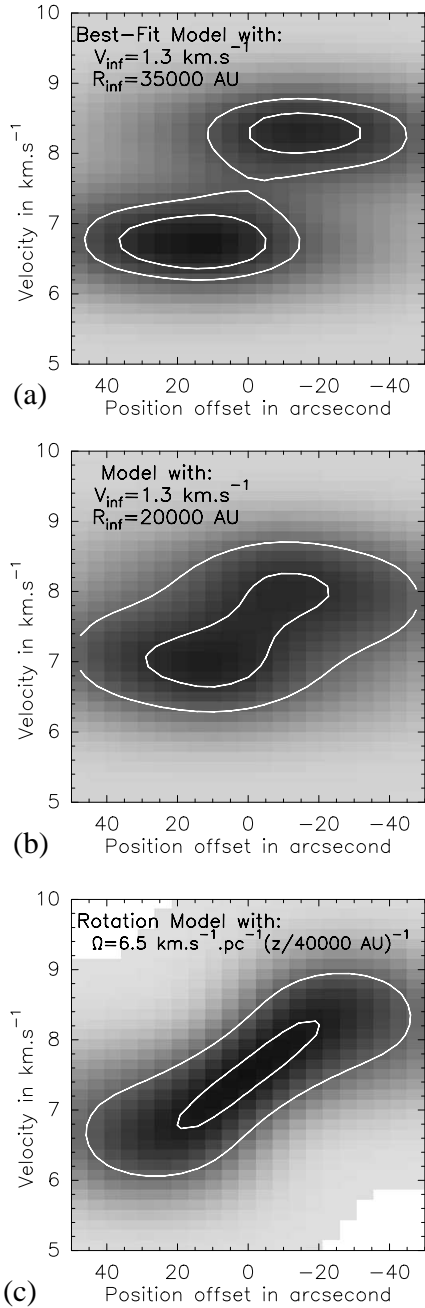 Best-Fit Model with:
V_inf=1.3 km.s⁻¹
R_inf=35000 AU
10
9
8
7
6
5
Velocity in km.s⁻¹
40 20 0 −20 −40
Position offset in arcsecond
(a)
Model with:
V_inf=1.3 km.s⁻¹
R_inf=20000 AU
10
9
8
7
6
5
Velocity in km.s⁻¹
40 20 0 −20 −40
Position offset in arcsecond
(b)
Rotation Model with:
Ω=6.5 km.s⁻¹.pc⁻¹(z/40000 AU)⁻¹
10
9
8
7
6
5
Velocity in km.s⁻¹
40 20 0 −20 −40
Position offset in arcsecond
(c)